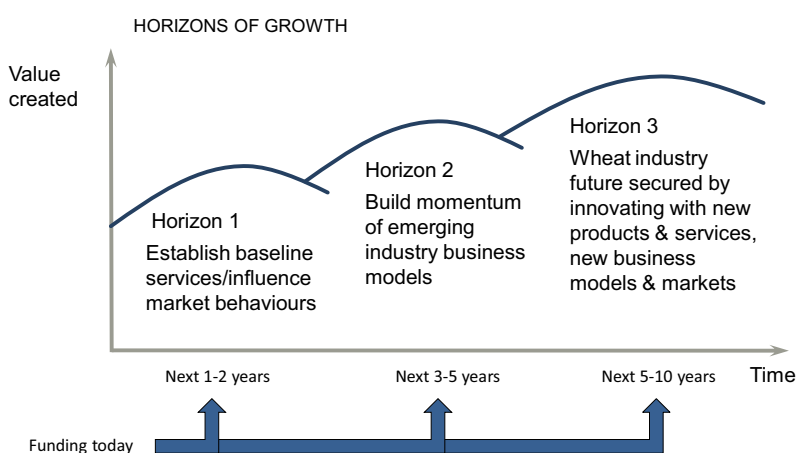 HORIZONS OF GROWTH
Value
created
Horizon 1
Establish baseline
services/influence
market behaviours
Horizon 2
Build momentum
of emerging
industry business
models
Horizon 3
Wheat industry
future secured by
innovating with new
products & services,
new business
models & markets
Next 1-2 years
Next 3-5 years
Next 5-10 years
Time
Funding today